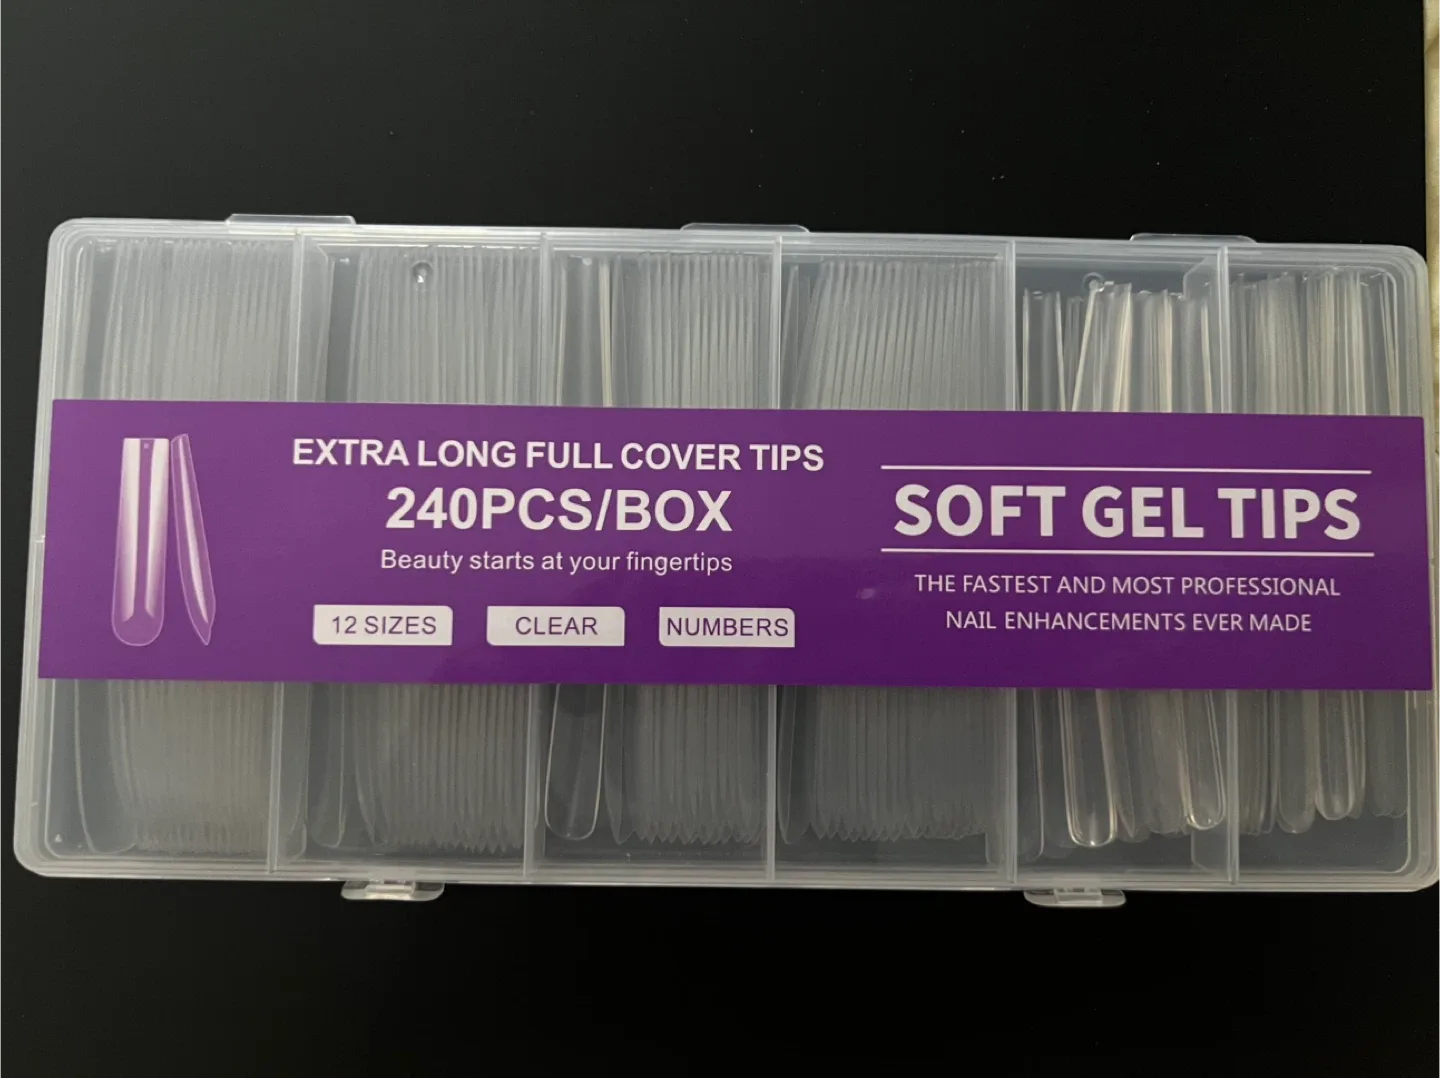 EXTRA LONG FULL COVER TIPS
240PCS/BOX
Beauty starts at your fingertips
12 SIZES
CLEAR
NUMBERS
SOFT GEL TIPS
THE FASTEST AND MOST PROFESSIONAL
NAIL ENHANCEMENTS EVER MADE